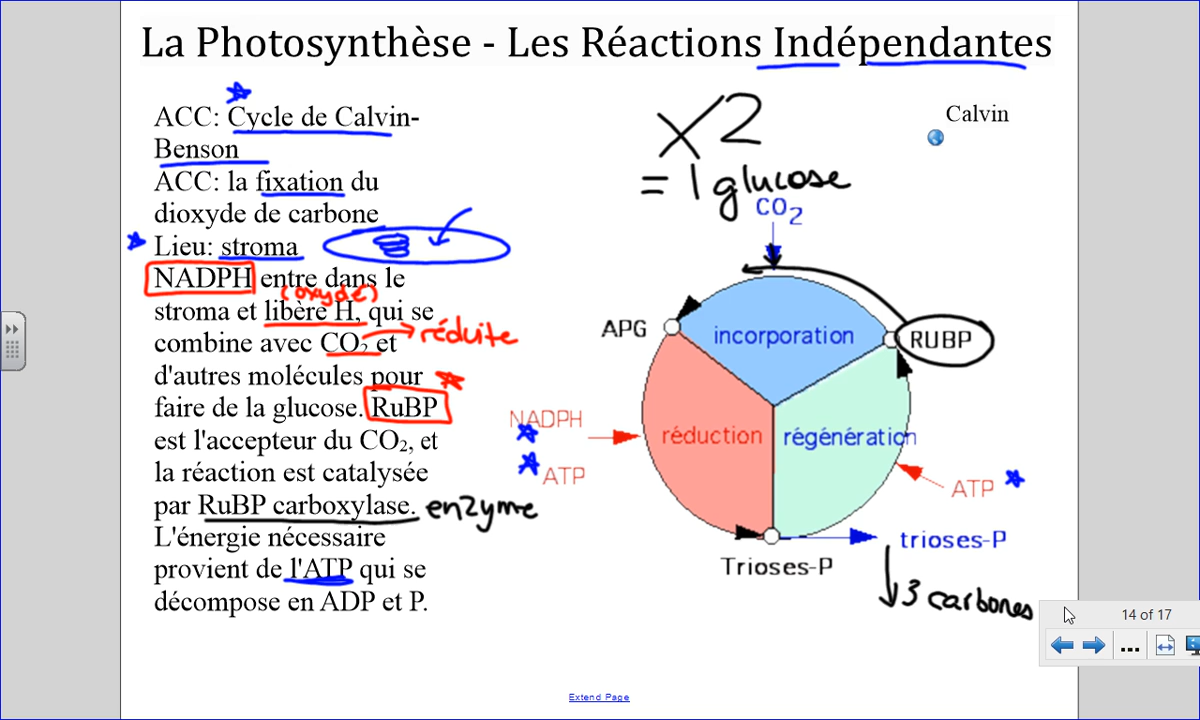 La Photosynthèse - Les Réactions Indépendantes
ACC: Cycle de Calvin-
Benson
ACC: la fixation du
dioxyde de carbone
Lieu: stroma
NADPH entre dans le
(oxydé)
stroma et libère H, qui se
combine avec CO₂ et
réduite
d'autres molécules pour
faire de la glucose. RuBP
est l'accepteur du CO₂, et
la réaction est catalysée
par RuBP carboxylase.
enzyme
L'énergie nécessaire
provient de l'ATP qui se
décompose en ADP et P.
Calvin
X2
= 1 glucose
CO₂
APG
incorporation
RUBP
NADPH
réduction
régénération
ATP
ATP
trioses-P
Trioses-P
3 carbones
14 of 17
...
Extend Page